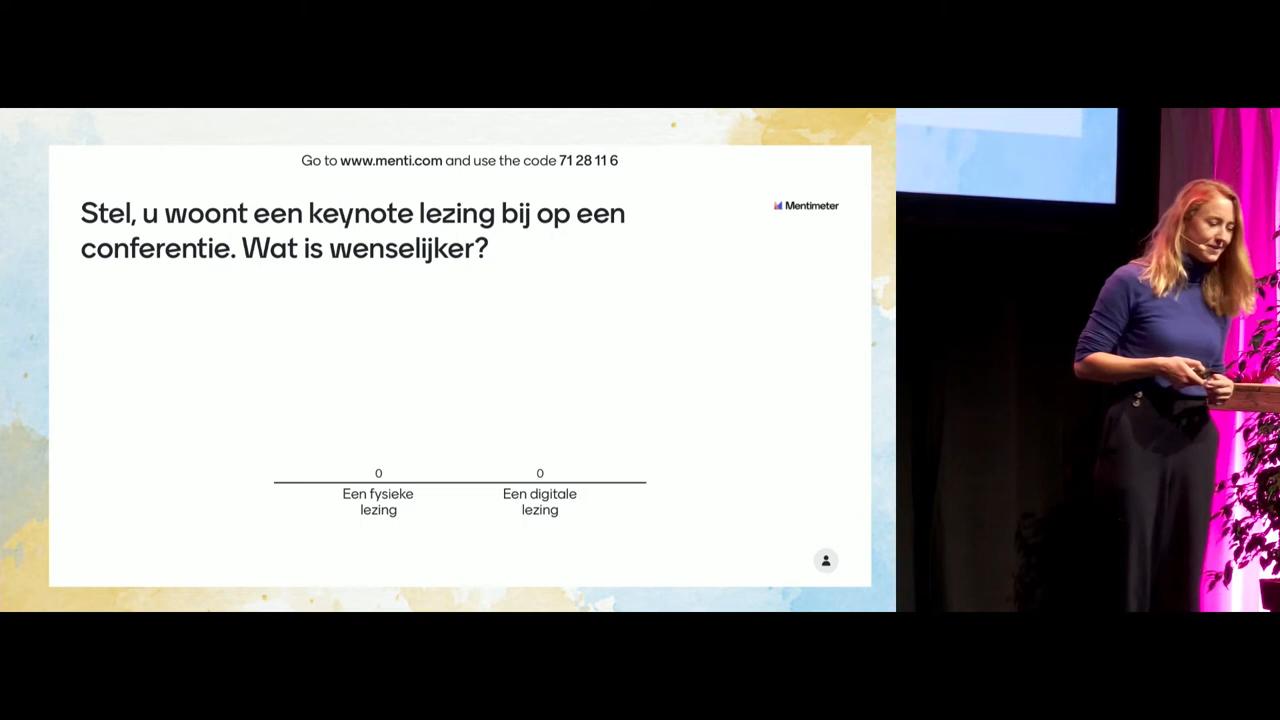 Go to www.menti.com and use the code 71 28 11 6
Stel, u woont een keynote lezing bij op een
conferentie. Wat is wenselijker?
Mentimeter
0
0
Een fysieke
lezing
Een digitale
lezing